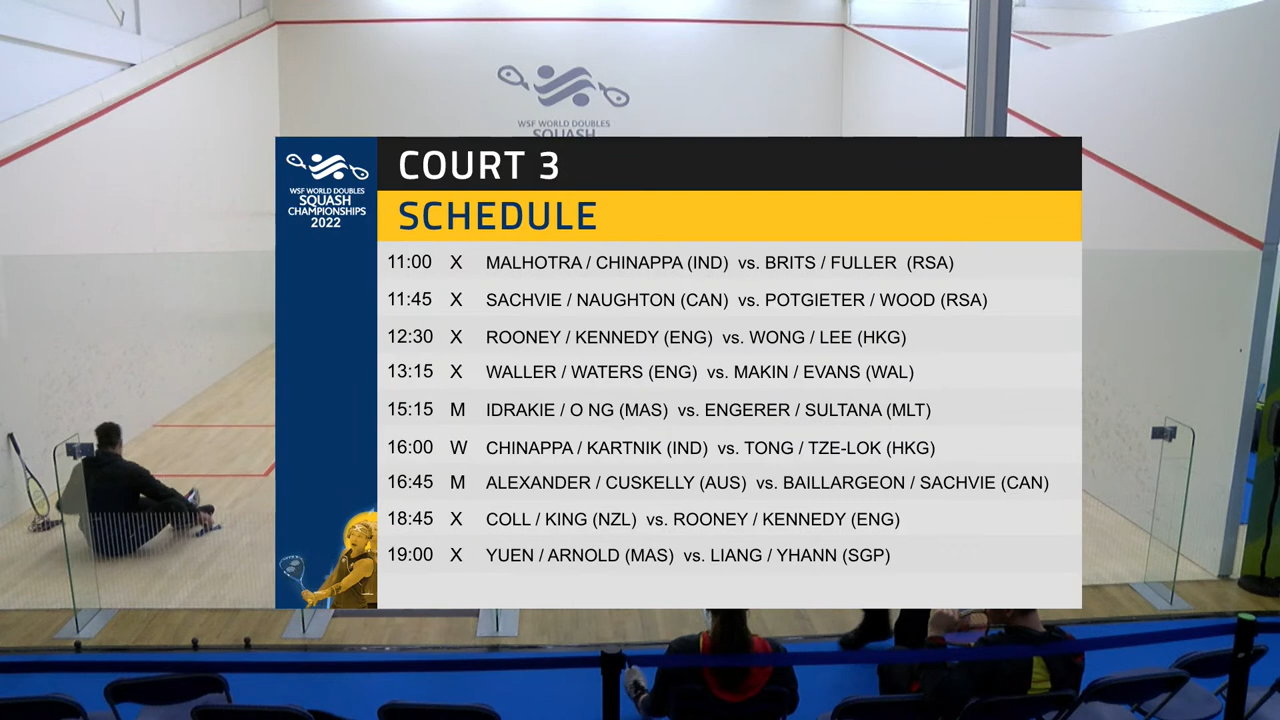 WSF WORLD DOUBLES
SQUASH
WSF WORLD DOUBLES
SQUASH
CHAMPIONSHIPS
2022
COURT 3
SCHEDULE
11:00 X MALHOTRA / CHINAPPA (IND) vs. BRITS / FULLER (RSA)
11:45 X SACHVIE / NAUGHTON (CAN) vs. POTGIETER / WOOD (RSA)
12:30 X ROONEY / KENNEDY (ENG) vs. WONG / LEE (HKG)
13:15 X WALLER / WATERS (ENG) vs. MAKIN / EVANS (WAL)
15:15 M IDRAKIE / O NG (MAS) vs. ENGERER / SULTANA (MLT)
16:00 W CHINAPPA / KARTNIK (IND) vs. TONG / TZE-LOK (HKG)
16:45 M ALEXANDER / CUSKELLY (AUS) vs. BAILLARGEON / SACHVIE (CAN)
18:45 X COLL / KING (NZL) vs. ROONEY / KENNEDY (ENG)
19:00 X YUEN / ARNOLD (MAS) vs. LIANG / YHANN (SGP)